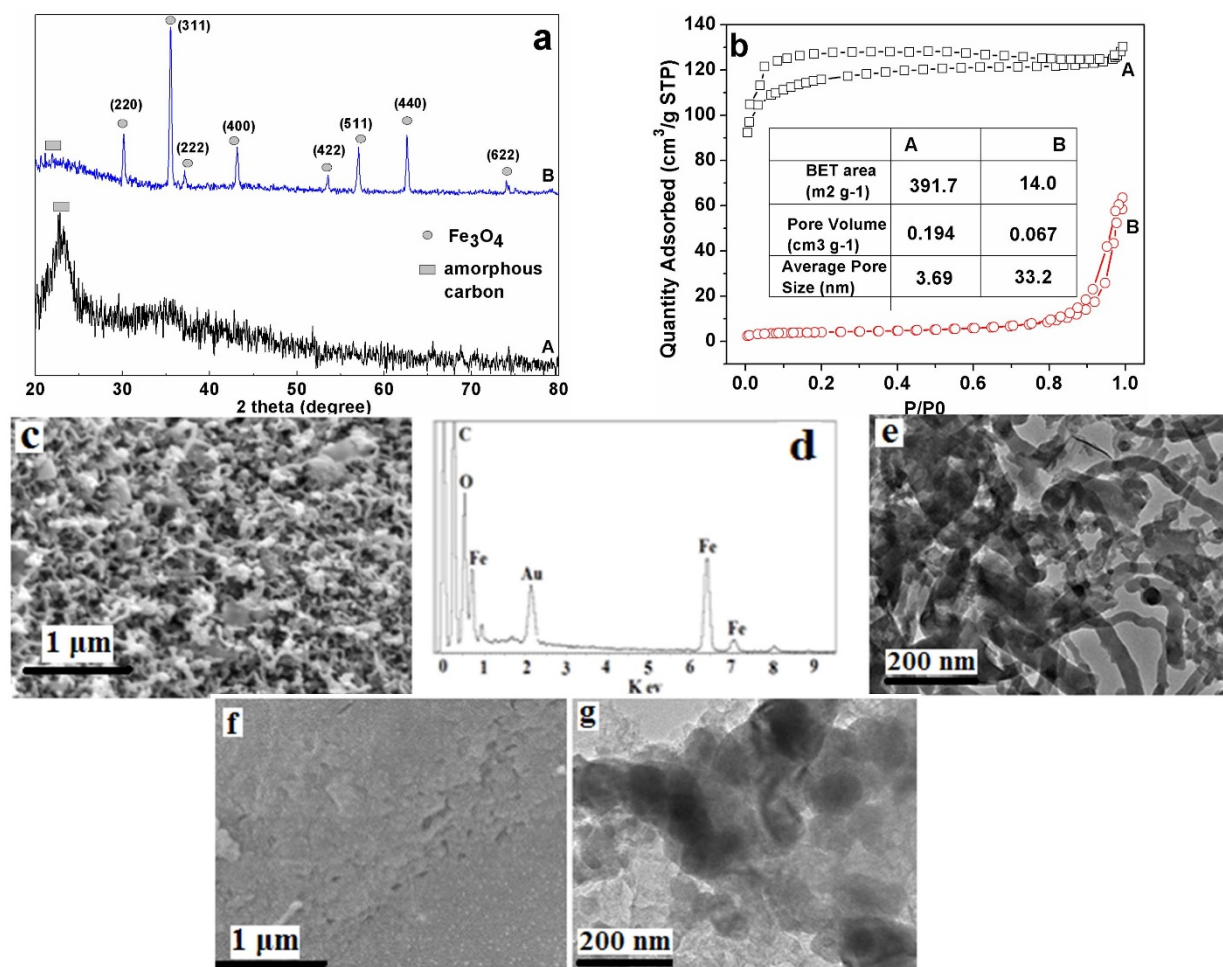 a
(311)
(220)
(222)
(400)
(422)
(511)
(440)
(622)
B
Fe3O4
amorphous
carbon
A
20 30 40 50 60 70 80
2 theta (degree)
b
Quantity Adsorbed (cm3/g STP)
140
120
100
80
60
40
20
0
A
A B
BET area
(m2 g-1) 391.7 14.0
Pore Volume
(cm3 g-1) 0.194 0.067
Average Pore
Size (nm) 3.69 33.2
B
0.0 0.2 0.4 0.6 0.8 1.0
P/P0
c
1 µm
d
C
O
Fe
Au
Fe
Fe
0 1 2 3 4 5 6 7 8 9
K ev
e
200 nm
f
1 µm
g
200 nm